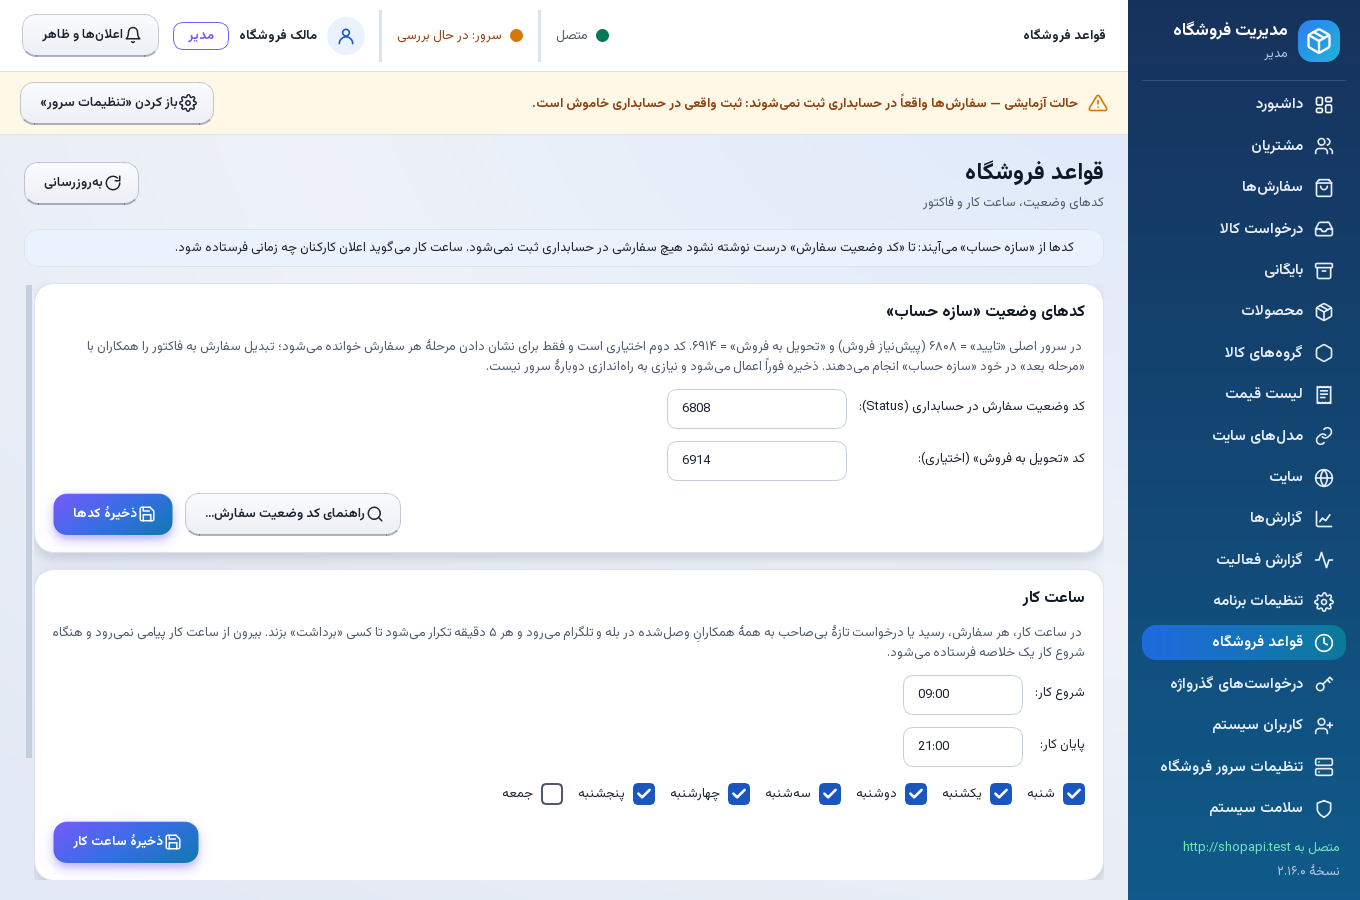 مدیریت فروشگاه
مدیر
داشبورد
مشتریان
سفارش‌ها
درخواست کالا
بایگانی
محصولات
گروه‌های کالا
لیست قیمت
مدل‌های سایت
سایت
گزارش‌ها
گزارش فعالیت
تنظیمات برنامه
قواعد فروشگاه
درخواست‌های گذرواژه
کاربران سیستم
تنظیمات سرور فروشگاه
سلامت سیستم
متصل به http://shopapi.test
نسخهٔ ۲.۱۶.۰
قواعد فروشگاه
متصل
سرور: در حال بررسی
مالک فروشگاه
مدیر
اعلان‌ها و ظاهر
حالت آزمایشی — سفارش‌ها واقعاً در حسابداری ثبت نمی‌شوند: ثبت واقعی در حسابداری خاموش است.
باز کردن «تنظیمات سرور»
قواعد فروشگاه
کدهای وضعیت، ساعت کار و فاکتور
به‌روزرسانی
کدها از «سازه حساب» می‌آیند: تا «کد وضعیت سفارش» درست نوشته نشود هیچ سفارشی در حسابداری ثبت نمی‌شود. ساعت کار می‌گوید اعلان کارکنان چه زمانی فرستاده شود.
کدهای وضعیت «سازه حساب»
در سرور اصلی «تایید» = ۶۸۰۸ (پیش‌نیاز فروش) و «تحویل به فروش» = ۶۹۱۴. کد دوم اختیاری است و فقط برای نشان دادن مرحلهٔ هر سفارش خوانده می‌شود؛ تبدیل سفارش به فاکتور را همکاران با
«مرحله بعد» در خود «سازه حساب» انجام می‌دهند. ذخیره فوراً اعمال می‌شود و نیازی به راه‌اندازی دوبارهٔ سرور نیست.
کد وضعیت سفارش در حسابداری (Status):
6808
کد «تحویل به فروش» (اختیاری):
6914
راهنمای کد وضعیت سفارش...
ذخیرهٔ کدها
ساعت کار
در ساعت کار، هر سفارش، رسید یا درخواست تازهٔ بی‌صاحب به همهٔ همکارانِ وصل‌شده در بله و تلگرام می‌رود و هر ۵ دقیقه تکرار می‌شود تا کسی «برداشت» بزند. بیرون از ساعت کار پیامی نمی‌رود و هنگام
شروع کار یک خلاصه فرستاده می‌شود.
شروع کار:
09:00
پایان کار:
21:00
شنبه
یکشنبه
دوشنبه
سه‌شنبه
چهارشنبه
پنجشنبه
جمعه
ذخیرهٔ ساعت کار